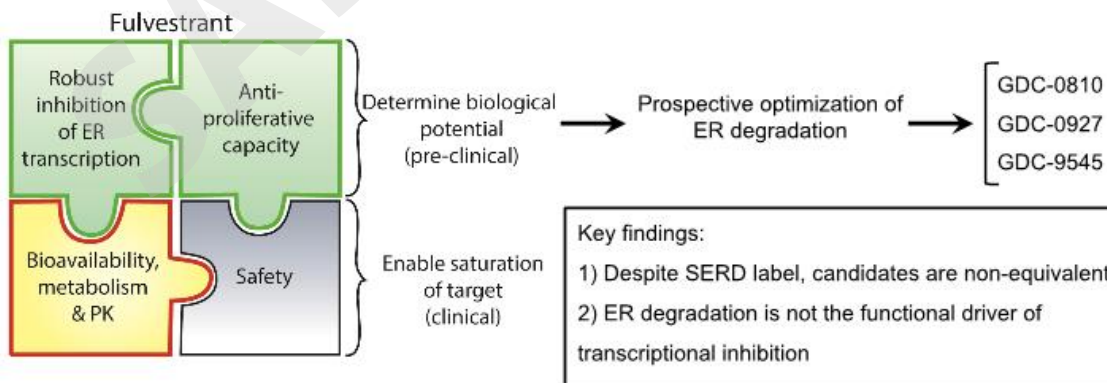 Fulvestrant
Robust
inhibition
of ER
transcription
Anti-
proliferative
capacity
Bioavailability,
metabolism
& PK
Safety
Determine biological
potential
(pre-clinical)
Enable saturation
of target
(clinical)
Prospective optimization of
ER degradation
GDC-0810
GDC-0927
GDC-9545
Key findings:
1) Despite SERD label, candidates are non-equivalent
2) ER degradation is not the functional driver of
transcriptional inhibition